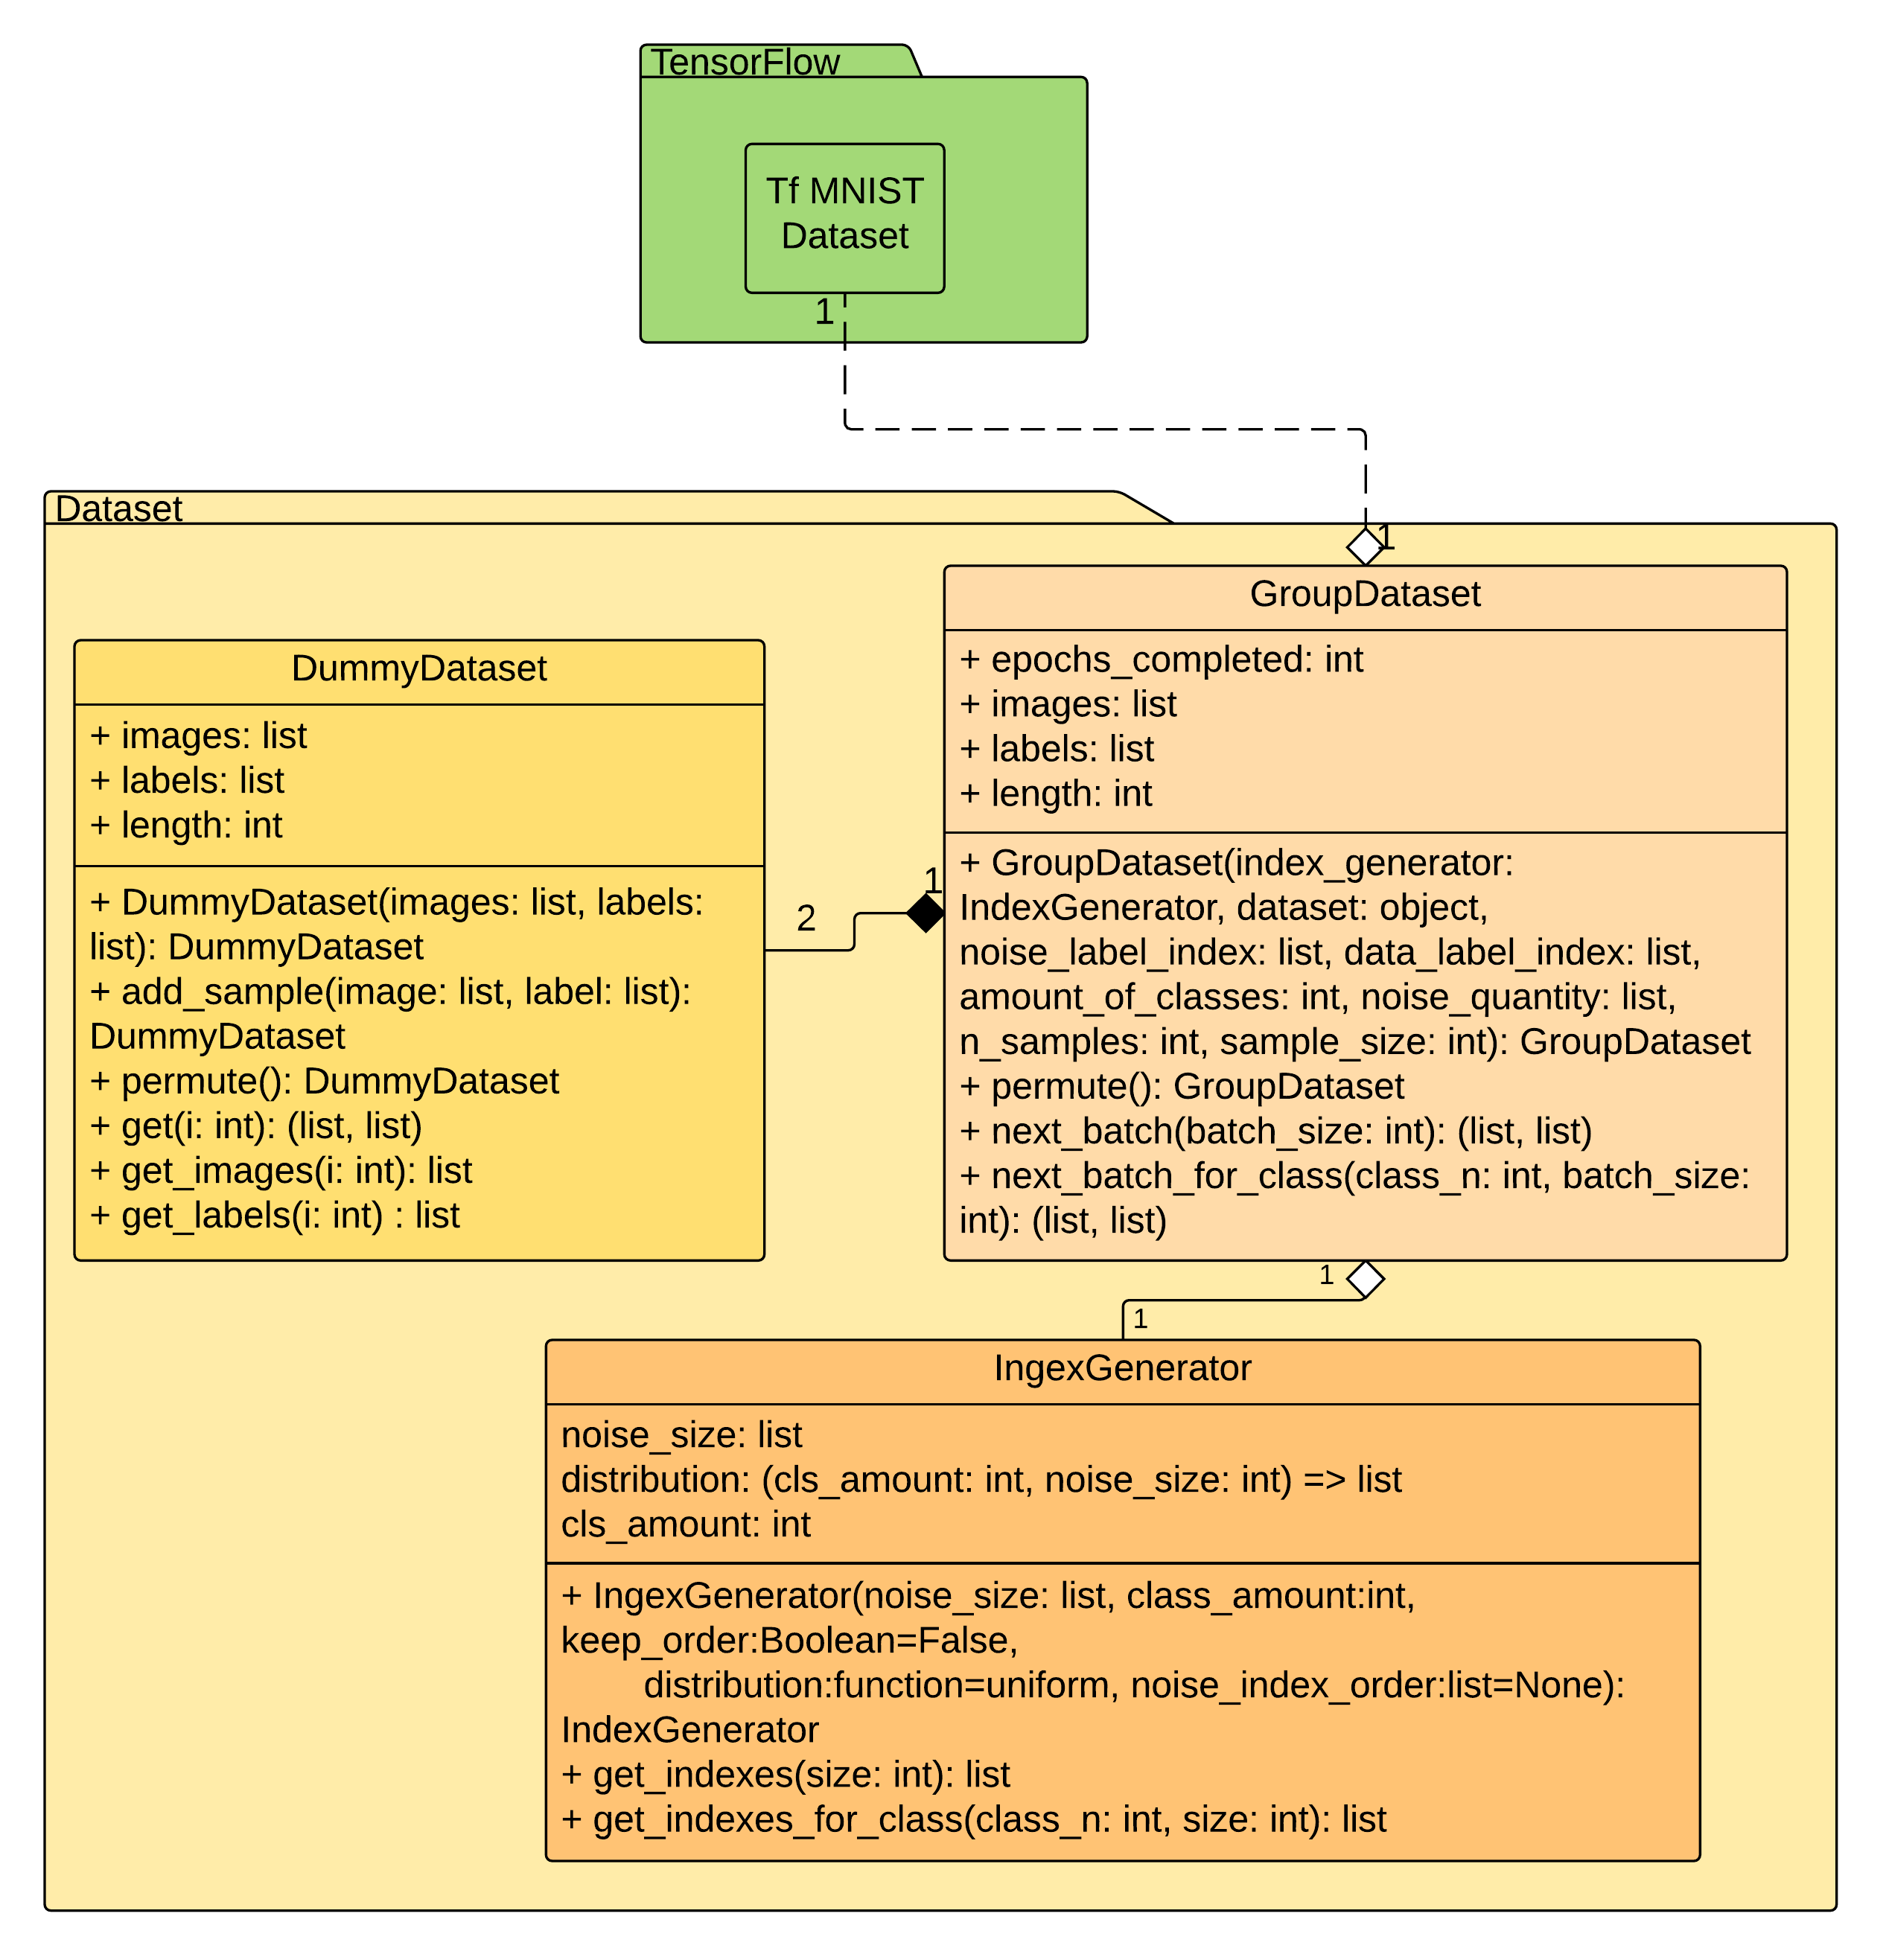 TensorFlow
Tf MNIST
Dataset
1
Dataset
1
GroupDataset
+ epochs_completed: int
+ images: list
+ labels: list
+ length: int
+ GroupDataset(index_generator:
IndexGenerator, dataset: object,
noise_label_index: list, data_label_index: list,
amount_of_classes: int, noise_quantity: list,
n_samples: int, sample_size: int): GroupDataset
+ permute(): GroupDataset
+ next_batch(batch_size: int): (list, list)
+ next_batch_for_class(class_n: int, batch_size:
int): (list, list)
DummyDataset
+ images: list
+ labels: list
+ length: int
+ DummyDataset(images: list, labels:
list): DummyDataset
+ add_sample(image: list, label: list):
DummyDataset
+ permute(): DummyDataset
+ get(i: int): (list, list)
+ get_images(i: int): list
+ get_labels(i: int) : list
2
1
1
1
IngexGenerator
noise_size: list
distribution: (cls_amount: int, noise_size: int) => list
cls_amount: int
+ IngexGenerator(noise_size: list, class_amount:int,
keep_order:Boolean=False,
distribution:function=uniform, noise_index_order:list=None):
IndexGenerator
+ get_indexes(size: int): list
+ get_indexes_for_class(class_n: int, size: int): list